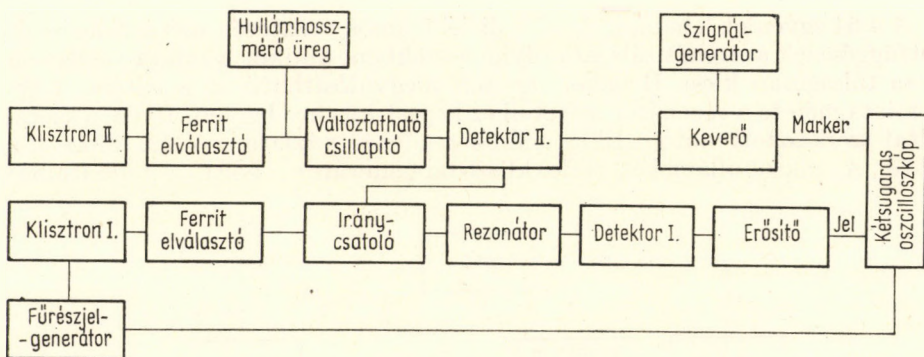 Hullámhossz-
mérő üreg
Szignál-
generátor
Klisztron II.
Ferrit
elválasztó
Változtatható
csillapító
Detektor II.
Keverő
Marker
Klisztron I.
Ferrit
elválasztó
Irány-
csatoló
Rezonátor
Detektor I.
Erősítő
Jel
Kétsugaras
oszcilloszkóp
Fűrészjel-
-generátor